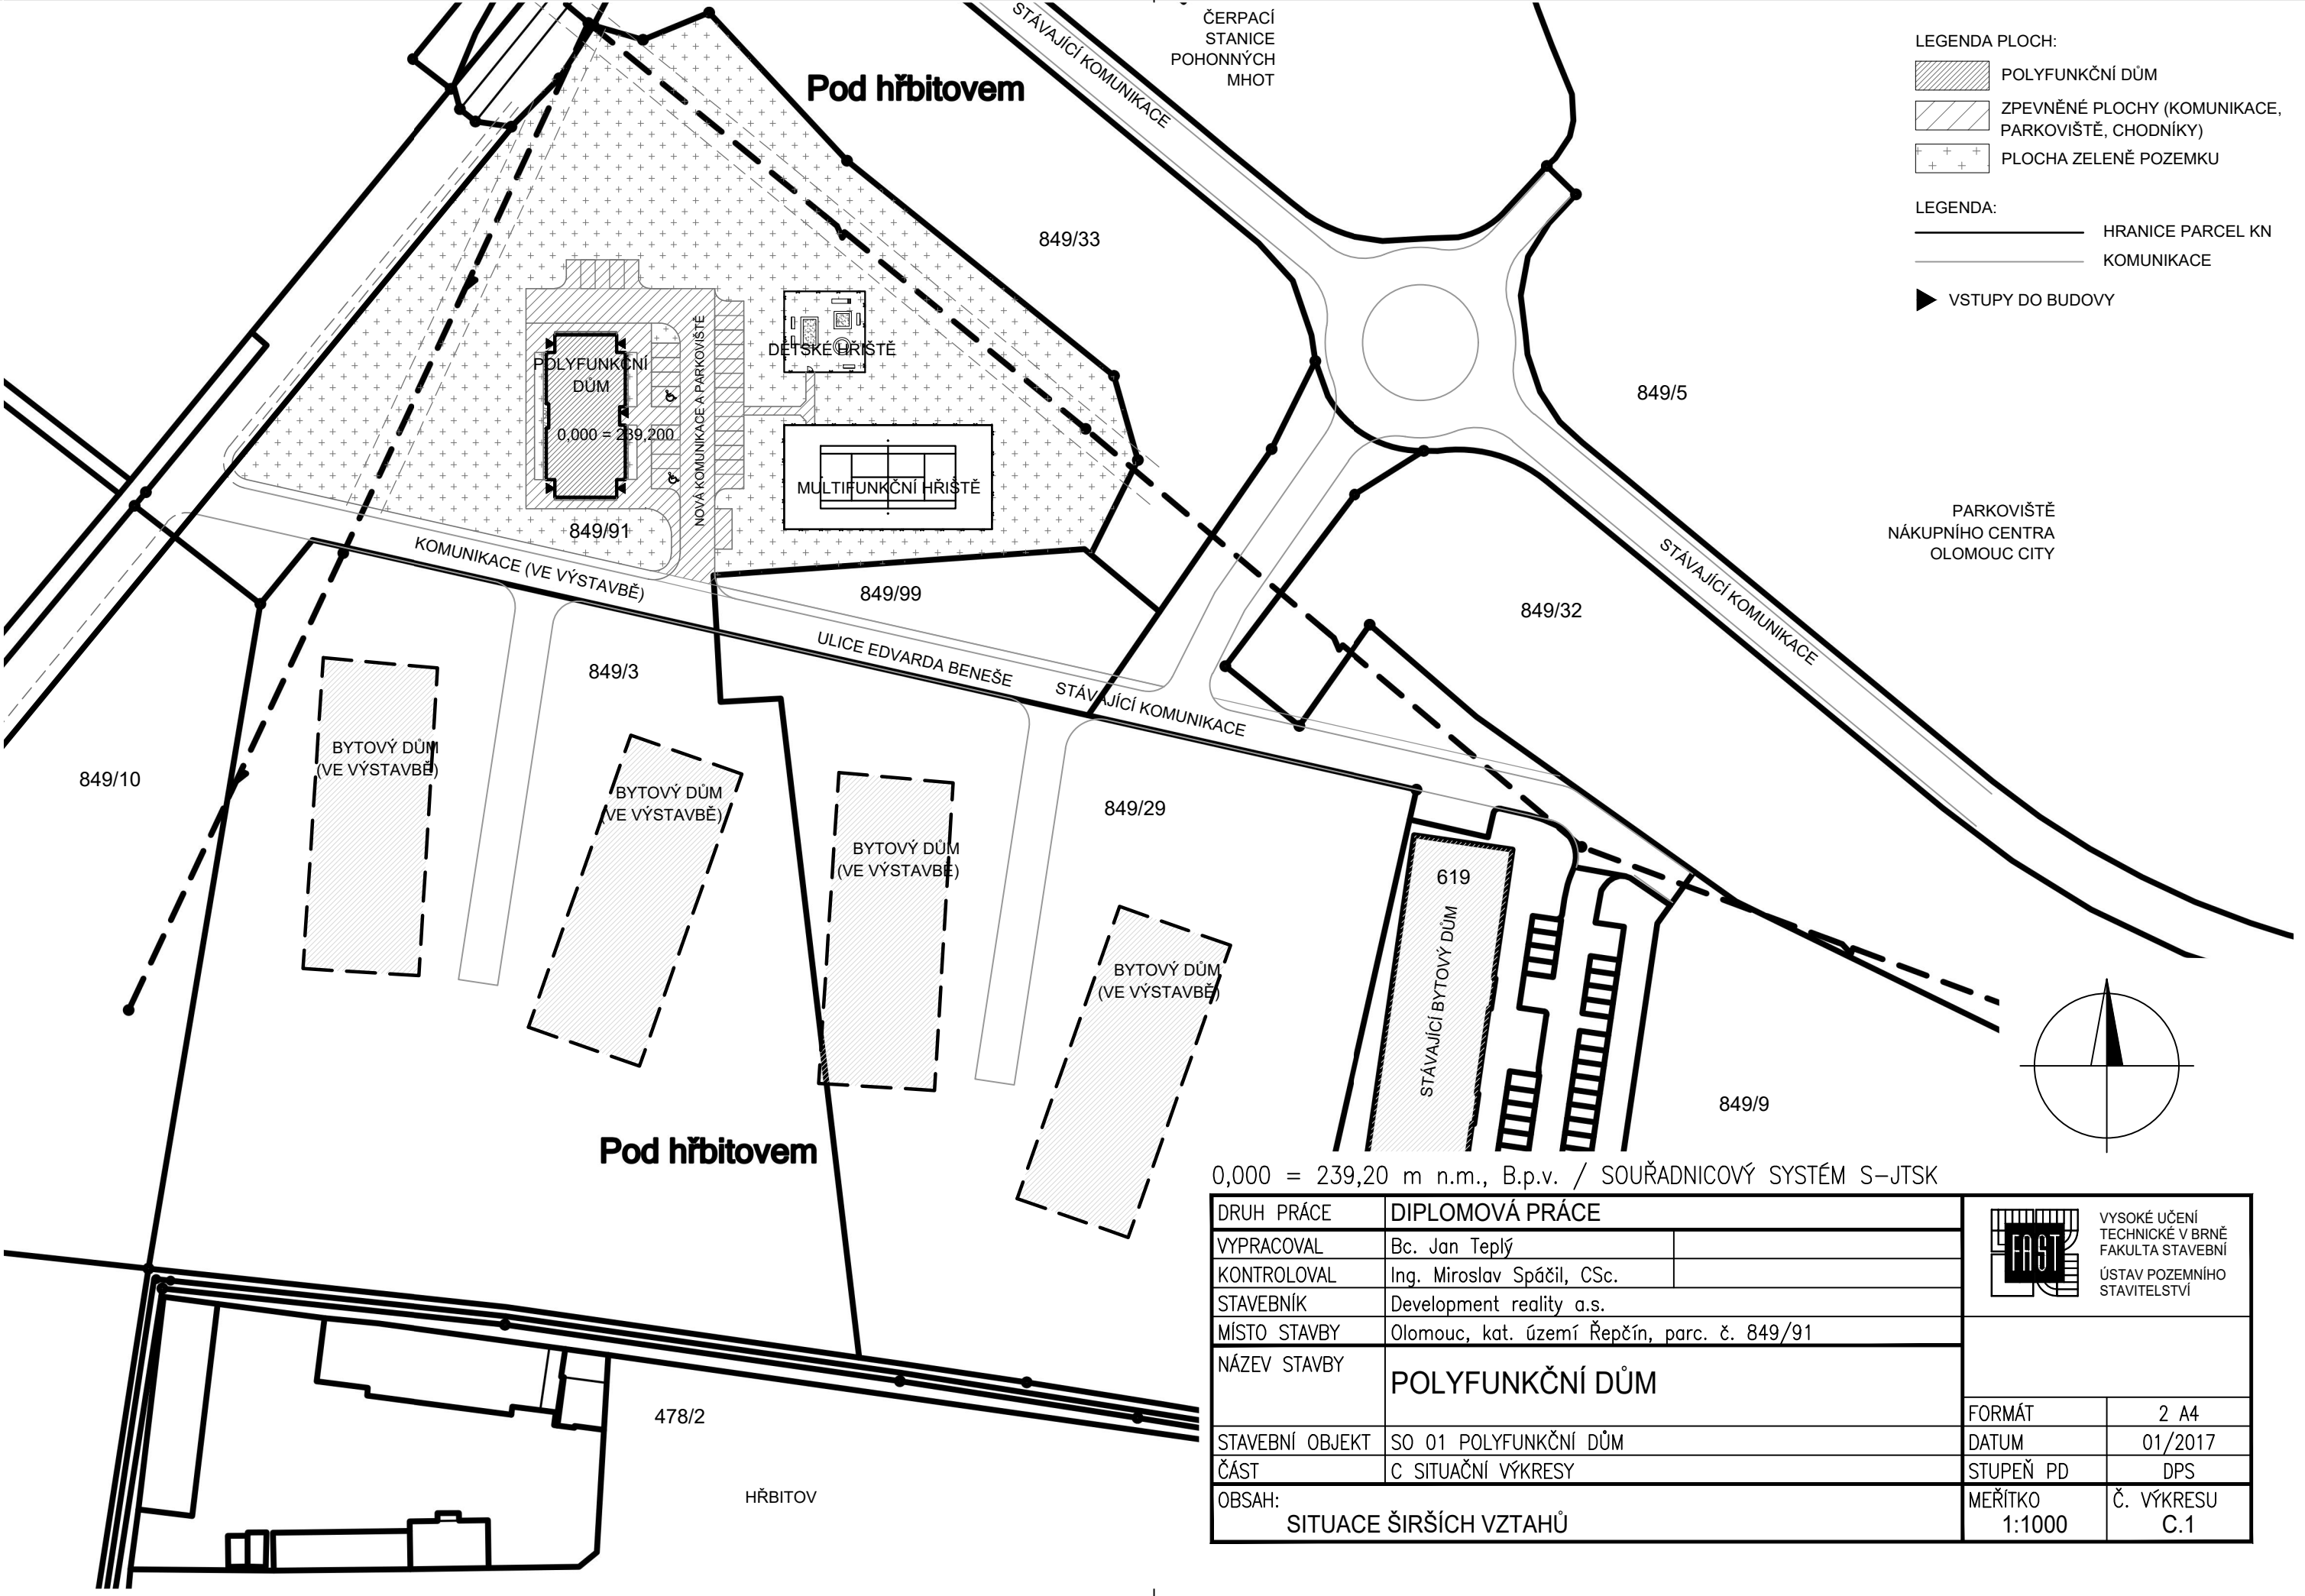 ČERPACÍ
STANICE
POHONNÝCH
MHOT
STÁVAJÍCÍ KOMUNIKACE
Pod hřbitovem
LEGENDA PLOCH:
POLYFUNKČNÍ DŮM
ZPEVNĚNÉ PLOCHY (KOMUNIKACE,
PARKOVIŠTĚ, CHODNÍKY)
PLOCHA ZELENĚ POZEMKU
LEGENDA:
HRANICE PARCEL KN
KOMUNIKACE
VSTUPY DO BUDOVY
849/33
849/5
DĚTSKÉ HŘIŠTĚ
POLYFUNKČNÍ
DŮM
0,000 = 239,200
NOVÁ KOMUNIKACE A PARKOVIŠTĚ
MULTIFUNKČNÍ HŘIŠTĚ
849/91
PARKOVIŠTĚ
NÁKUPNÍHO CENTRA
OLOMOUC CITY
STÁVAJÍCÍ KOMUNIKACE
KOMUNIKACE (VE VÝSTAVBĚ)
849/99
849/32
ULICE EDVARDA BENEŠE
STÁVAJÍCÍ KOMUNIKACE
849/3
849/10
BYTOVÝ DŮM
(VE VÝSTAVBĚ)
BYTOVÝ DŮM
(VE VÝSTAVBĚ)
BYTOVÝ DŮM
(VE VÝSTAVBĚ)
849/29
BYTOVÝ DŮM
(VE VÝSTAVBĚ)
619
STÁVAJÍCÍ BYTOVÝ DŮM
849/9
Pod hřbitovem
478/2
HŘBITOV
0,000 = 239,20 m n.m., B.p.v. / SOUŘADNICOVÝ SYSTÉM S-JTSK
DRUH PRÁCE DIPLOMOVÁ PRÁCE
VYPRACOVAL Bc. Jan Teplý
KONTROLOVAL Ing. Miroslav Spáčil, CSc.
STAVEBNÍK Development reality a.s.
MÍSTO STAVBY Olomouc, kat. území Řepčín, parc. č. 849/91
NÁZEV STAVBY POLYFUNKČNÍ DŮM
STAVEBNÍ OBJEKT SO 01 POLYFUNKČNÍ DŮM
ČÁST C SITUAČNÍ VÝKRESY
OBSAH:
SITUACE ŠIRŠÍCH VZTAHŮ
FAST
VYSOKÉ UČENÍ
TECHNICKÉ V BRNĚ
FAKULTA STAVEBNÍ
ÚSTAV POZEMNÍHO
STAVITELSTVÍ
FORMÁT 2 A4
DATUM 01/2017
STUPEŇ PD DPS
MEŘÍTKO Č. VÝKRESU
1:1000 C.1